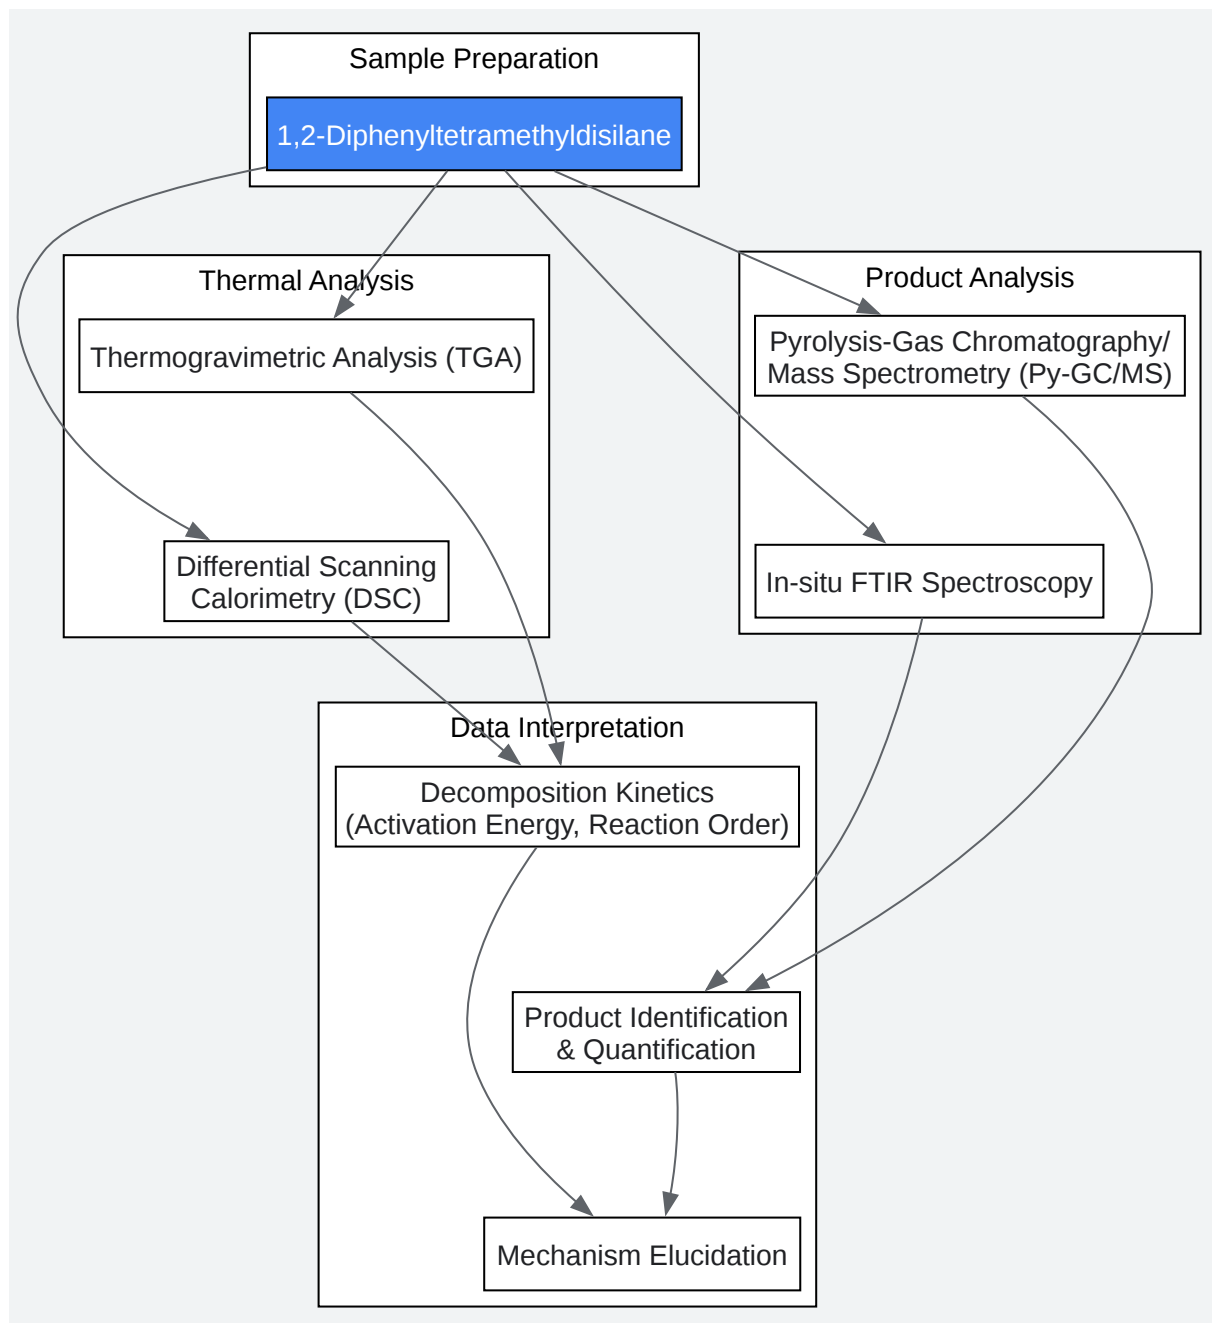 Sample Preparation
1,2-Diphenyltetramethyldisilane
Thermal Analysis
Thermogravimetric Analysis (TGA)
Differential Scanning
Calorimetry (DSC)
Product Analysis
Pyrolysis-Gas Chromatography/
Mass Spectrometry (Py-GC/MS)
In-situ FTIR Spectroscopy
Data Interpretation
Decomposition Kinetics
(Activation Energy, Reaction Order)
Product Identification
& Quantification
Mechanism Elucidation